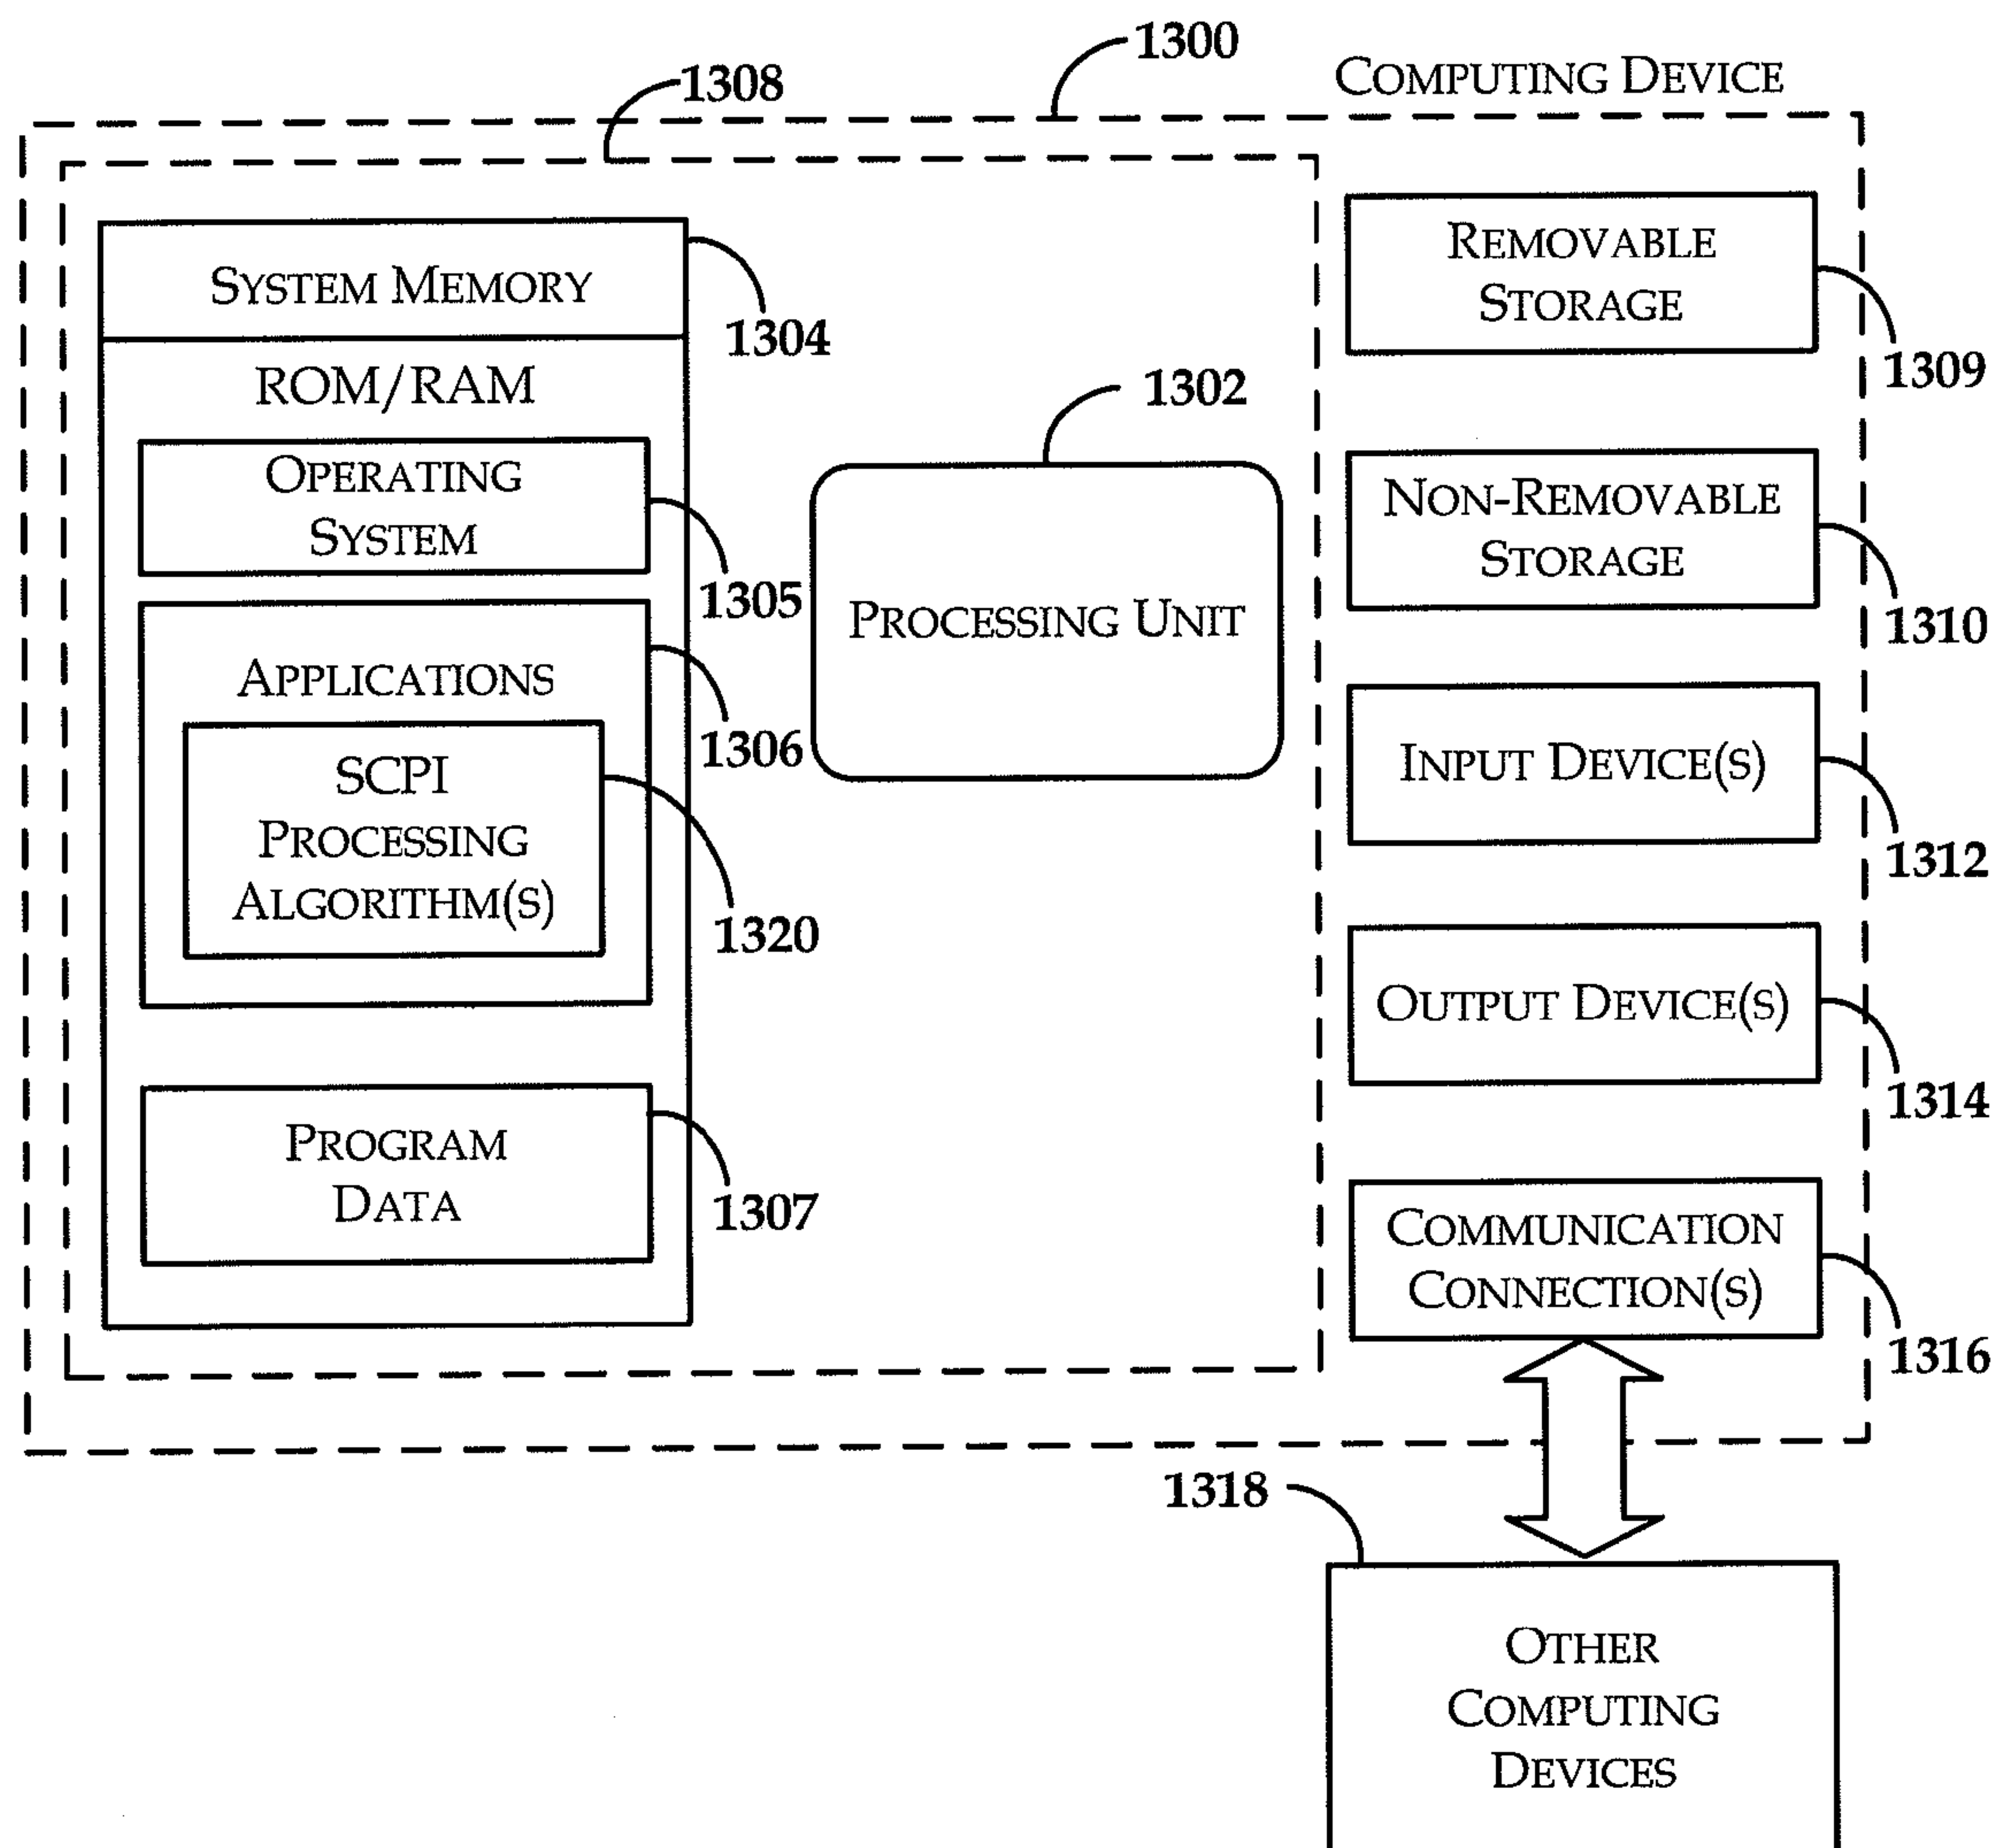 1300
COMPUTING DEVICE
1308
SYSTEM MEMORY
1304
ROM/RAM
OPERATING
SYSTEM
1305
APPLICATIONS
1306
SCPI
PROCESSING
ALGORITHM(S)
1320
PROGRAM
DATA
1307
1302
PROCESSING UNIT
REMOVABLE
STORAGE
1309
NON-REMOVABLE
STORAGE
1310
INPUT DEVICE(S)
1312
OUTPUT DEVICE(S)
1314
COMMUNICATION
CONNECTION(S)
1316
1318
OTHER
COMPUTING
DEVICES